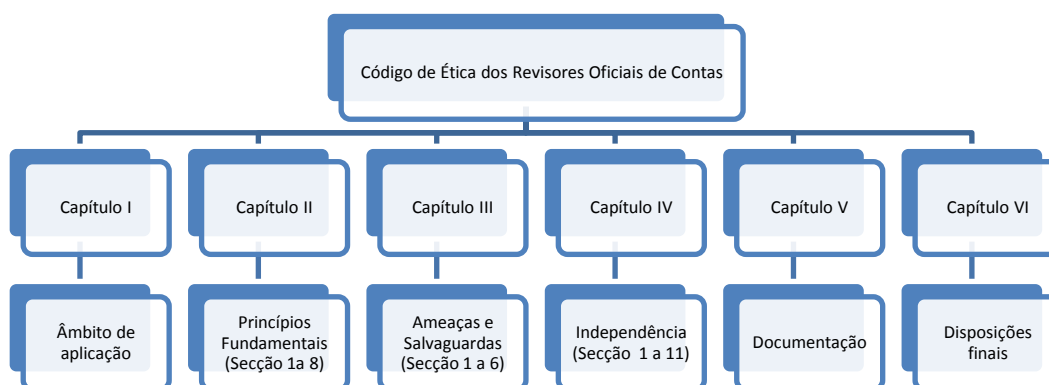 Código de Ética dos Revisores Oficiais de Contas
Capítulo I
Capítulo II
Capítulo III
Capítulo IV
Capítulo V
Capítulo VI
Âmbito de
aplicação
Princípios
Fundamentais
(Secção 1a 8)
Ameaças e
Salvaguardas
(Secção 1 a 6)
Independência
(Secção 1 a 11)
Documentação
Disposições
finais